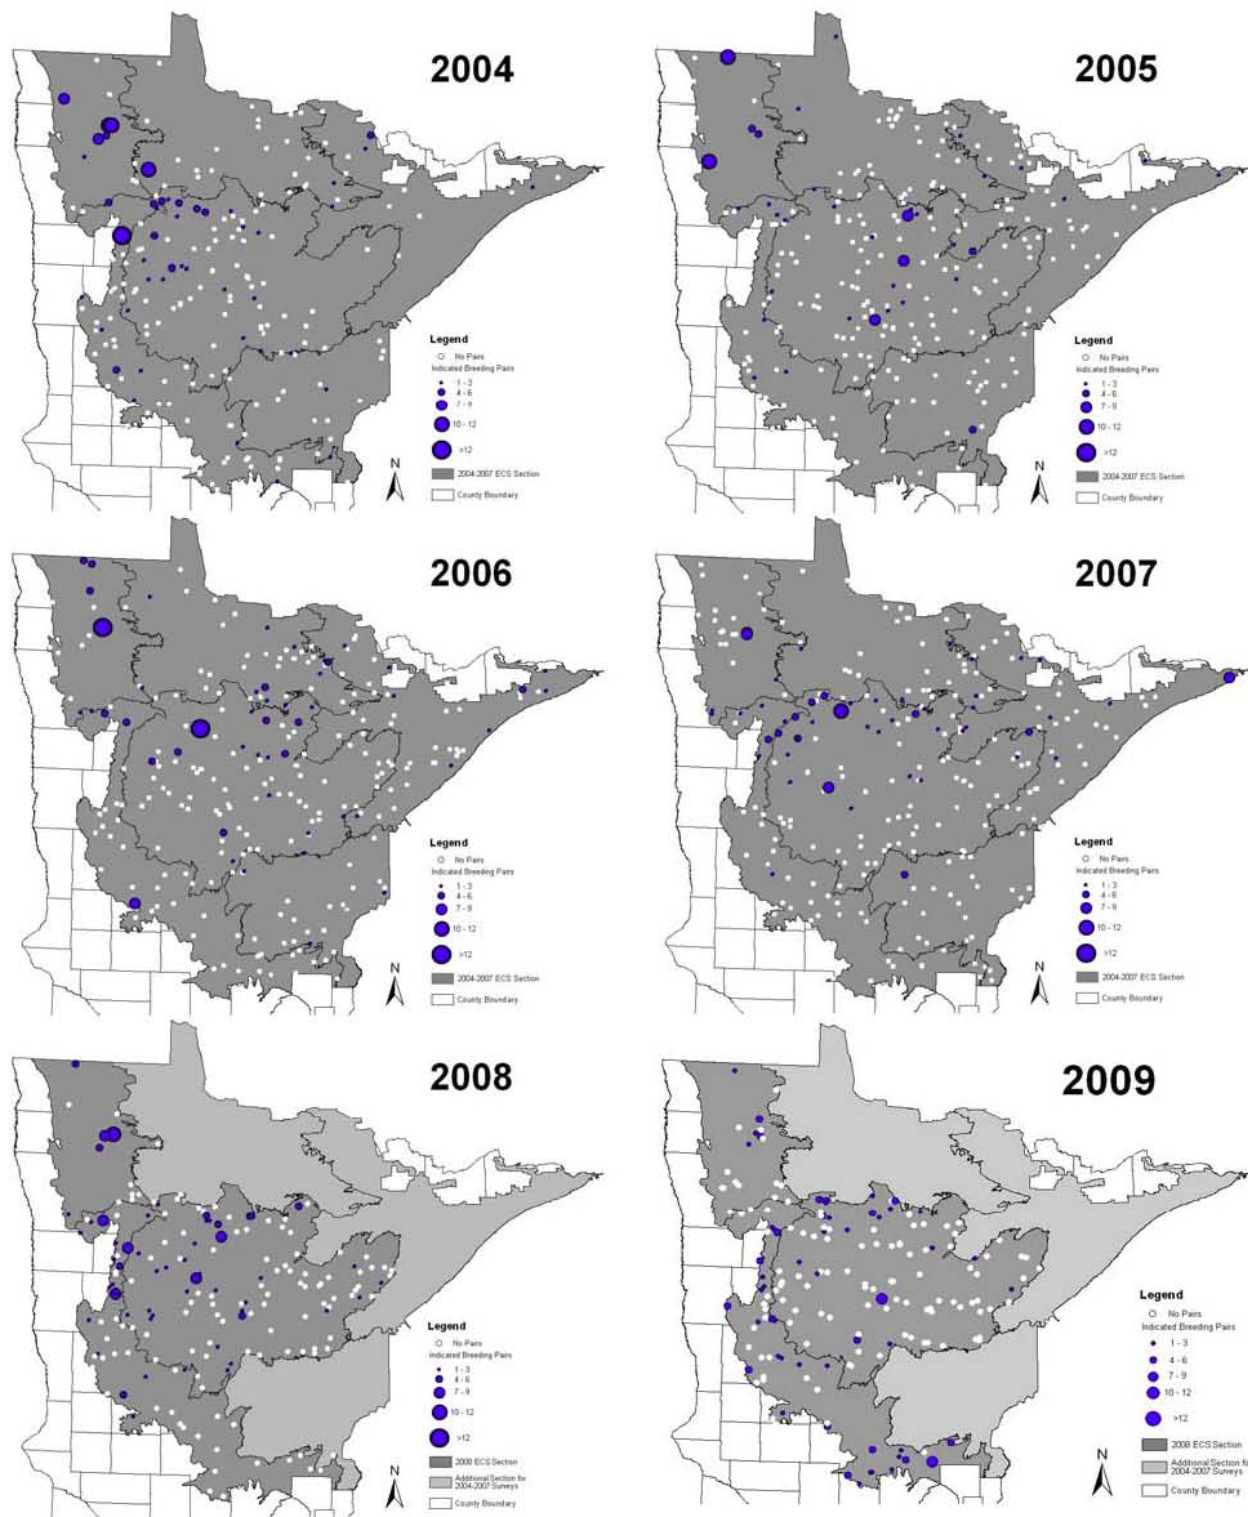 2004
Legend
No Pairs
Indicated Breeding Pairs
1 - 3
4 - 6
7 - 9
10 - 12
>12
2004-2007 ECS Section
County Boundary
N
2005
Legend
No Pairs
Indicated Breeding Pairs
1 - 3
4 - 6
7 - 9
10 - 12
>12
2004-2007 ECS Section
County Boundary
N
2006
Legend
No Pairs
Indicated Breeding Pairs
1 - 3
4 - 6
7 - 9
10 - 12
>12
2004-2007 ECS Section
County Boundary
N
2007
Legend
No Pairs
Indicated Breeding Pairs
1 - 3
4 - 6
7 - 9
10 - 12
>12
2004-2007 ECS Section
County Boundary
N
2008
Legend
No Pairs
Indicated Breeding Pairs
1 - 3
4 - 6
7 - 9
10 - 12
>12
2008 ECS Section
Additional Section for
2004-2007 Surveys
County Boundary
N
2009
Legend
No Pairs
Indicated Breeding Pairs
1 - 3
4 - 6
7 - 9
10 - 12
>12
2008 ECS Section
Additional Section for
2004-2007 Surveys
County Boundary
N